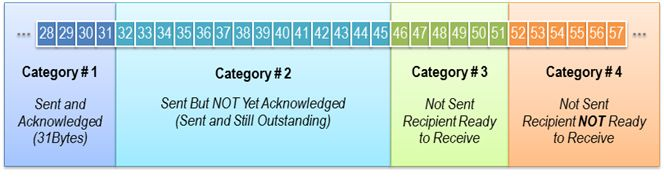 ... 28 29 30 31 32 33 34 35 36 37 38 39 40 41 42 43 44 45 46 47 48 49 50 51 52 53 54 55 56 57 ...
Category # 1
Sent and
Acknowledged
(31Bytes)
Category # 2
Sent But NOT Yet Acknowledged
(Sent and Still Outstanding)
Category # 3
Not Sent
Recipient Ready
to Receive
Category # 4
Not Sent
Recipient NOT Ready
to Receive